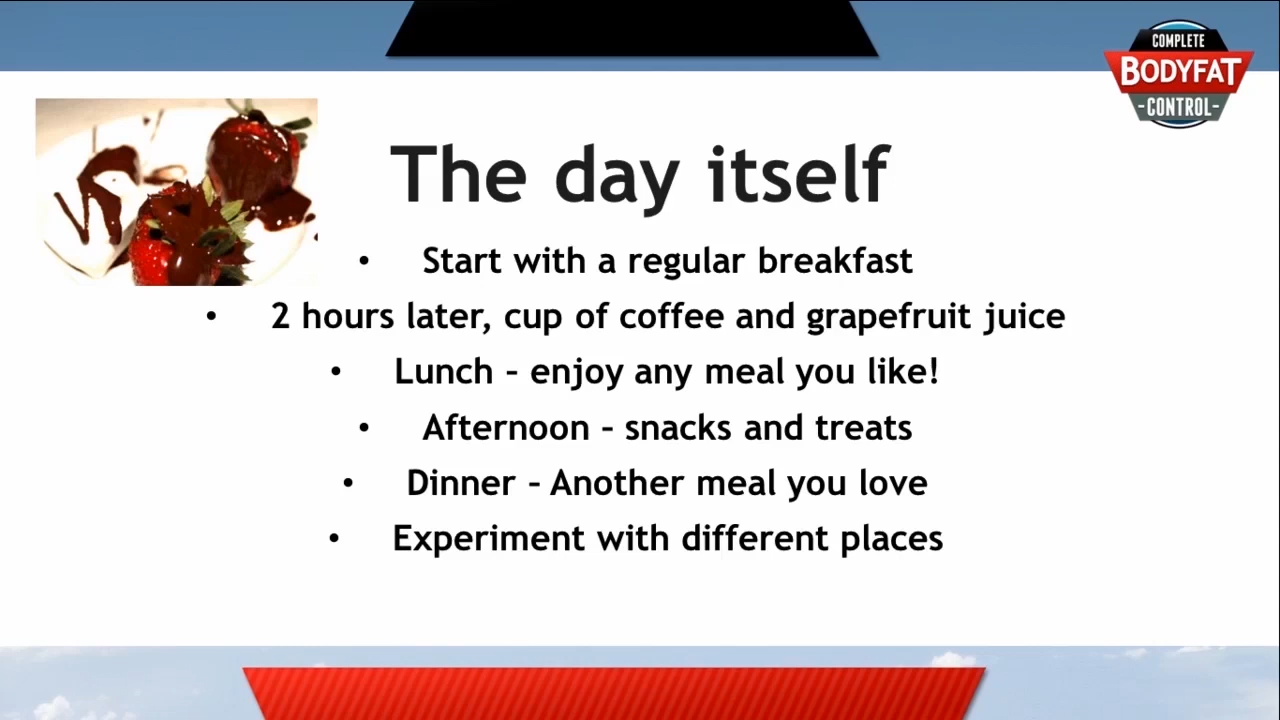 COMPLETE
BODYFAT
-CONTROL-
The day itself
• Start with a regular breakfast
• 2 hours later, cup of coffee and grapefruit juice
• Lunch – enjoy any meal you like!
• Afternoon – snacks and treats
• Dinner – Another meal you love
• Experiment with different places